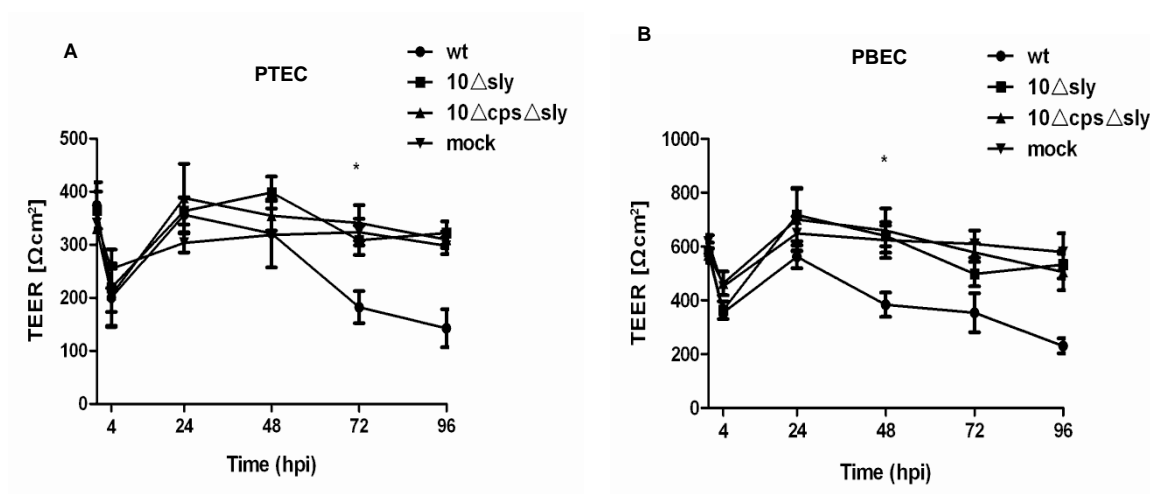 A
PTEC
wt
10△sly
10△cps△sly
mock
*
TEER [Ωcm²]
500
400
300
200
100
0
4 24 48 72 96
Time (hpi)
B
PBEC
wt
10△sly
10△cps△sly
mock
*
TEER [Ωcm²]
1000
800
600
400
200
0
4 24 48 72 96
Time (hpi)